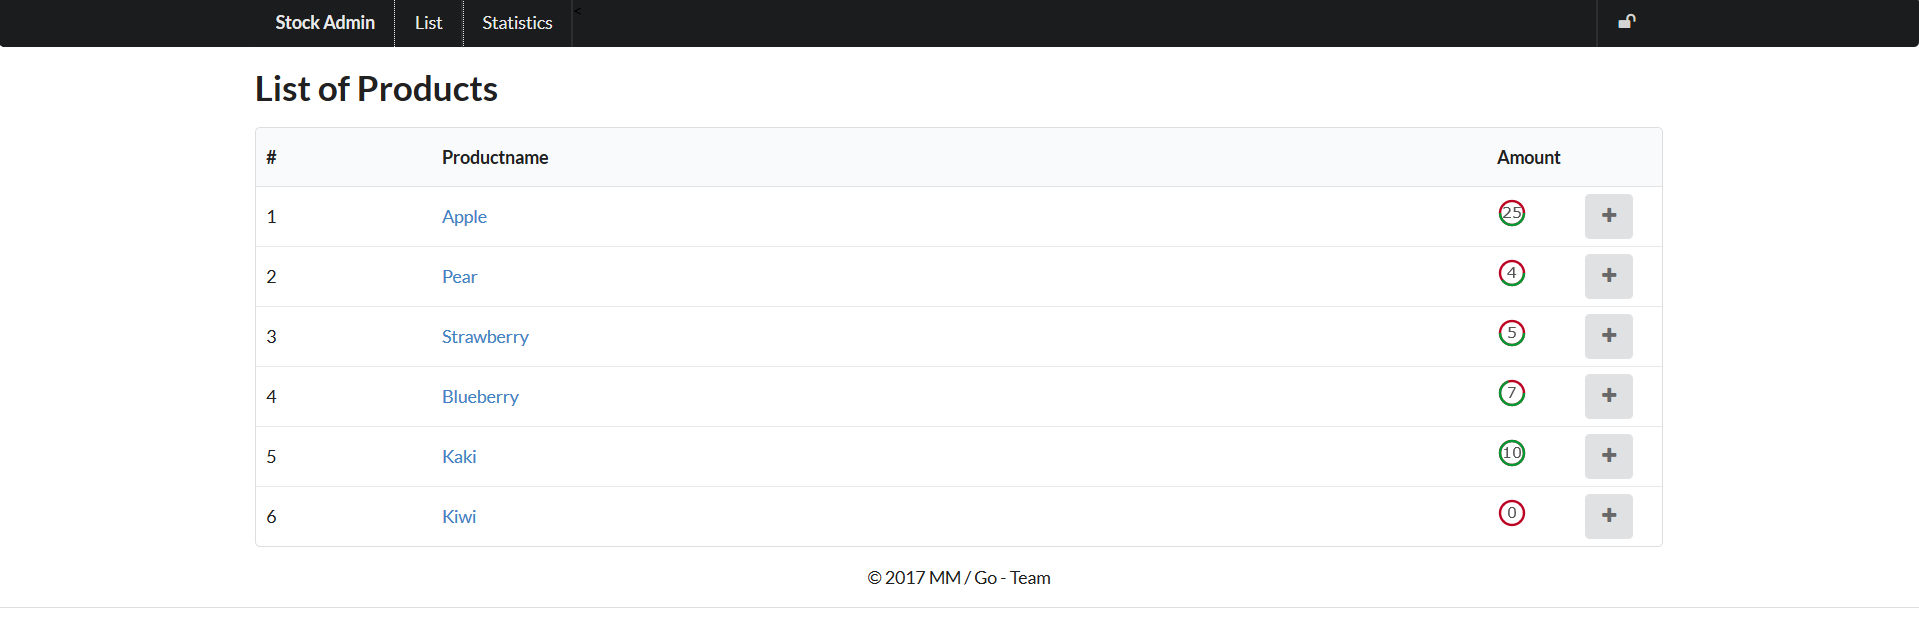 Stock Admin List Statistics <
List of Products
# Productname Amount
1 Apple 25 +
2 Pear 4 +
3 Strawberry 5 +
4 Blueberry 7 +
5 Kaki 10 +
6 Kiwi 0 +
© 2017 MM / Go - Team